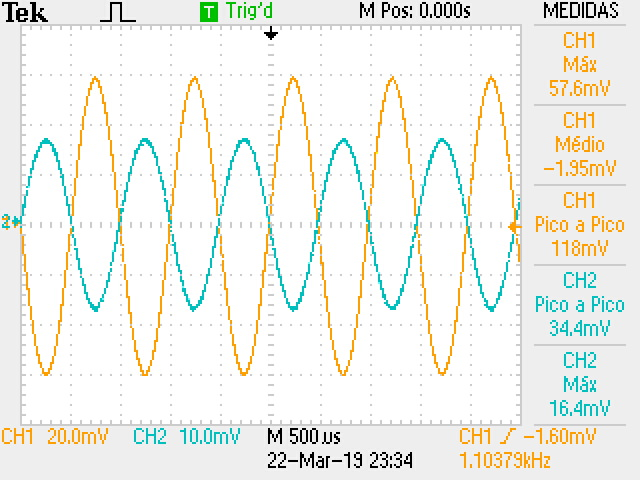 Tek T Trig'd M Pos: 0.000s MEDIDAS
CH1
Máx
57.6mV
CH1
Médio
-1.95mV
CH1
Pico a Pico
118mV
CH2
Pico a Pico
34.4mV
CH2
Máx
16.4mV
2
CH1 20.0mV CH2 10.0mV M 500µs CH1 -1.60mV
22-Mar-19 23:34 1.10379kHz